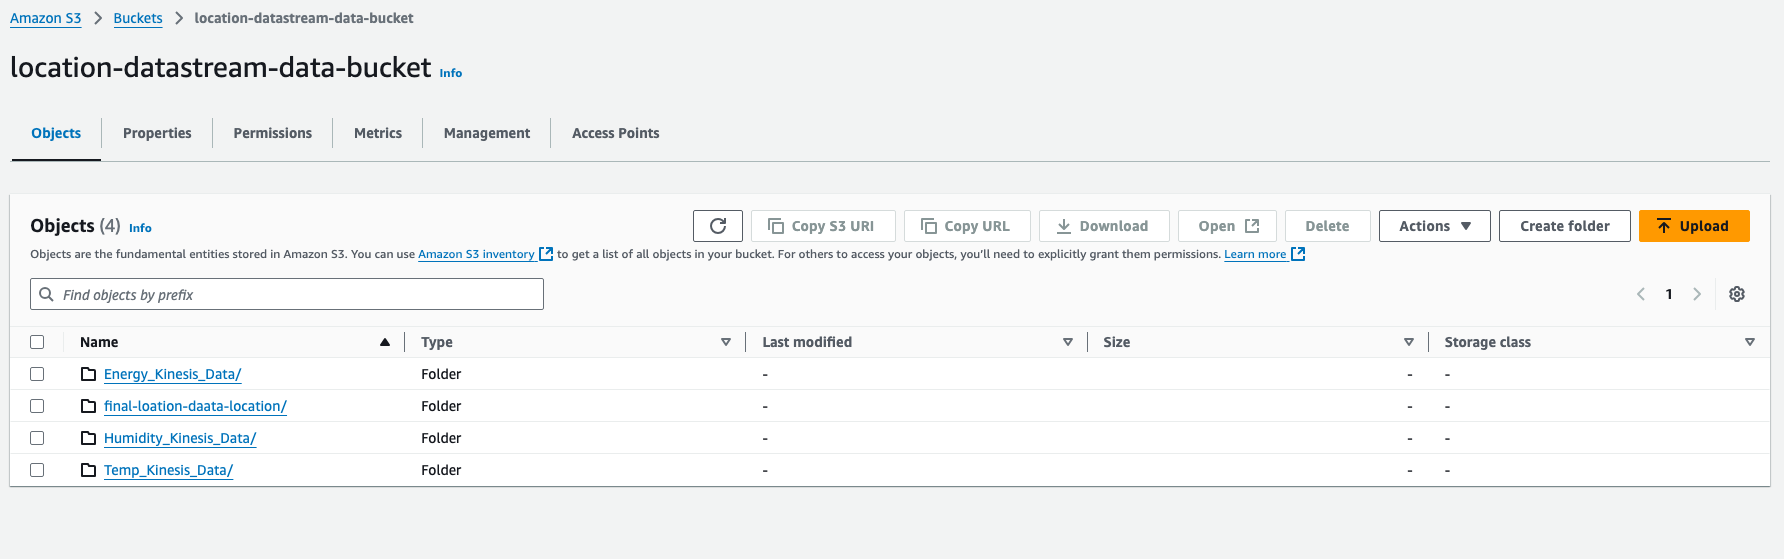 Amazon S3 > Buckets > location-datastream-data-bucket
location-datastream-data-bucket Info
Objects Properties Permissions Metrics Management Access Points
Objects (4) Info Copy S3 URI Copy URL Download Open Delete Actions Create folder Upload
Objects are the fundamental entities stored in Amazon S3. You can use Amazon S3 inventory to get a list of all objects in your bucket. For others to access your objects, you'll need to explicitly grant them permissions. Learn more
Find objects by prefix 1
Name Type Last modified Size Storage class
Energy_Kinesis_Data/ Folder - - -
final-loation-daata-location/ Folder - - -
Humidity_Kinesis_Data/ Folder - - -
Temp_Kinesis_Data/ Folder - - -